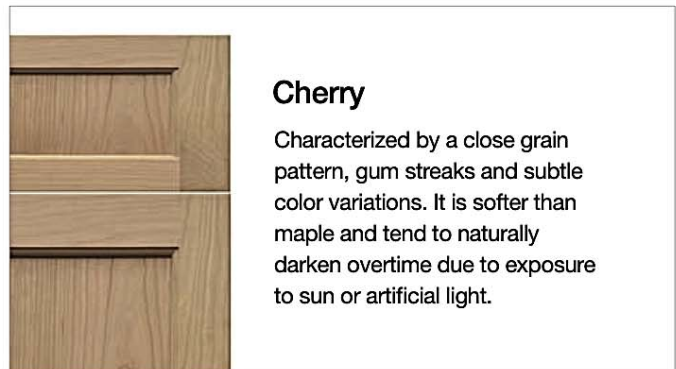 Cherry
Characterized by a close grain
pattern, gum streaks and subtle
color variations. It is softer than
maple and tend to naturally
darken overtime due to exposure
to sun or artificial light.